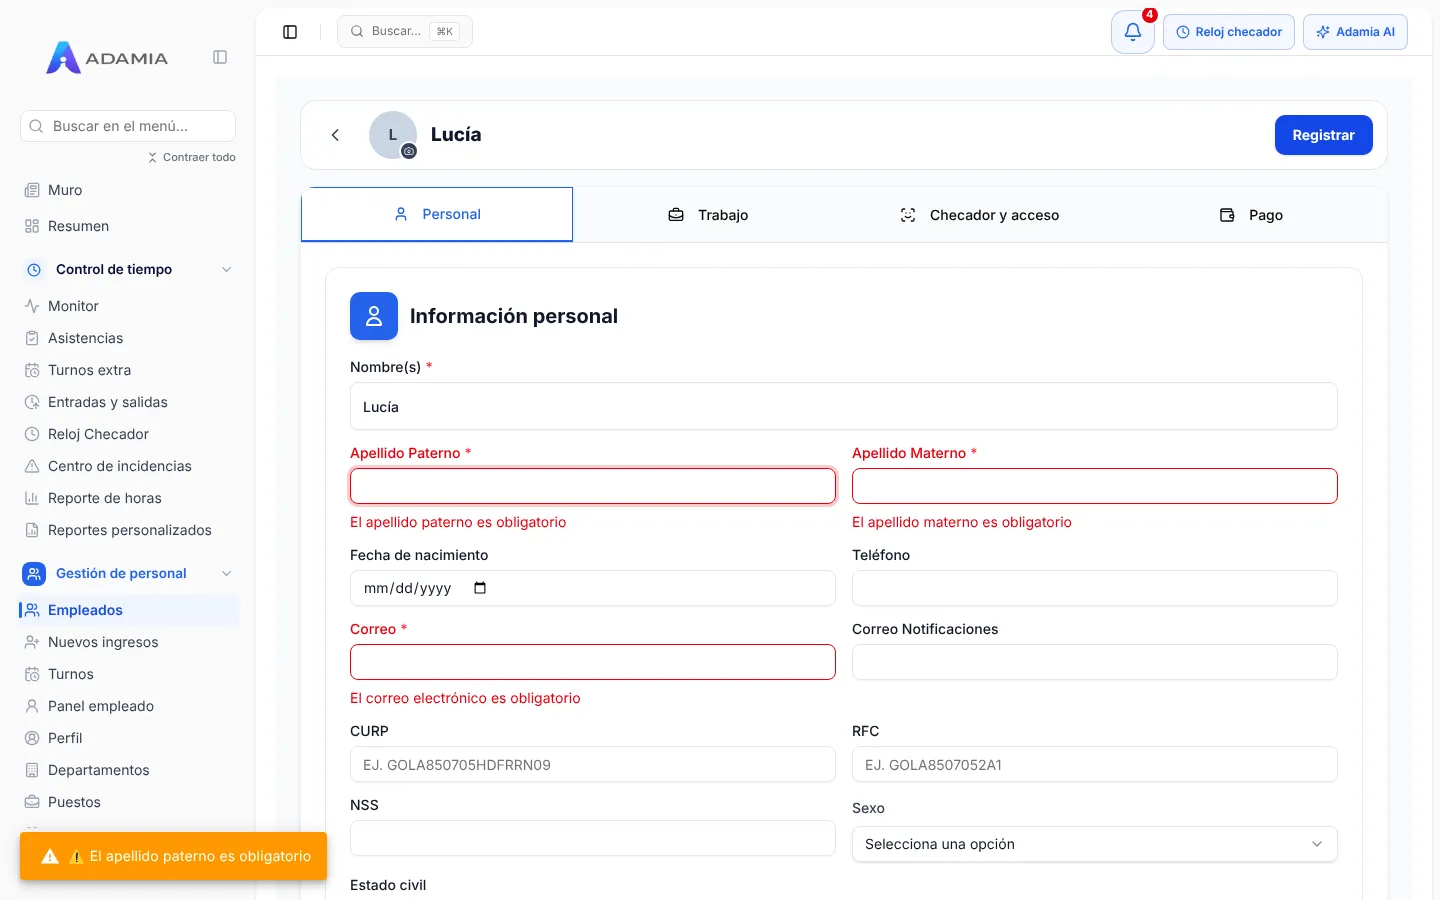 ADAMIA
Buscar en el menú...
Contraer todo
Muro
Resumen
Control de tiempo
Monitor
Asistencias
Turnos extra
Entradas y salidas
Reloj Checador
Centro de incidencias
Reporte de horas
Reportes personalizados
Gestión de personal
Empleados
Nuevos ingresos
Turnos
Panel empleado
Perfil
Departamentos
Puestos
⚠️ El apellido paterno es obligatorio
Buscar... ⌘K
4
Reloj checador
Adamia AI
L
Lucía
Registrar
Personal
Trabajo
Checador y acceso
Pago
Información personal
Nombre(s) *
Lucía
Apellido Paterno *
Apellido Materno *
El apellido paterno es obligatorio
El apellido materno es obligatorio
Fecha de nacimiento
Teléfono
mm/dd/yyyy
Correo *
Correo Notificaciones
El correo electrónico es obligatorio
CURP
RFC
EJ. GOLA850705HDFRRN09
EJ. GOLA8507052A1
NSS
Sexo
Selecciona una opción
Estado civil